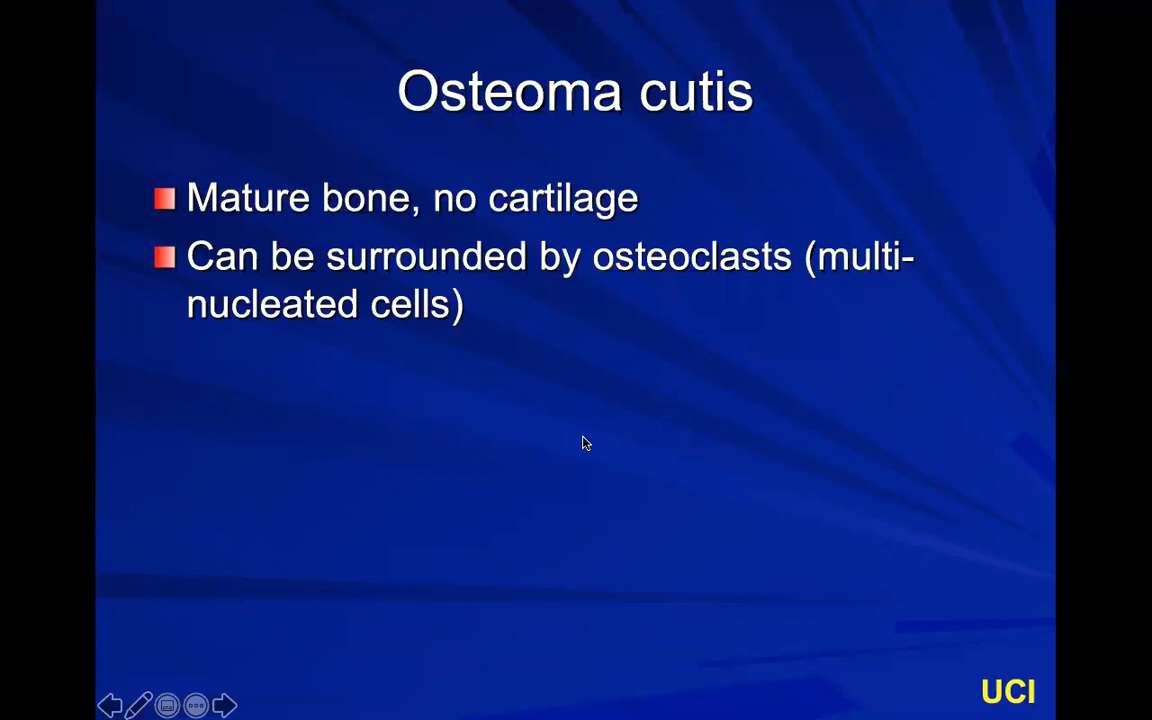 Osteoma cutis
Mature bone, no cartilage
Can be surrounded by osteoclasts (multi-
nucleated cells)
UCI